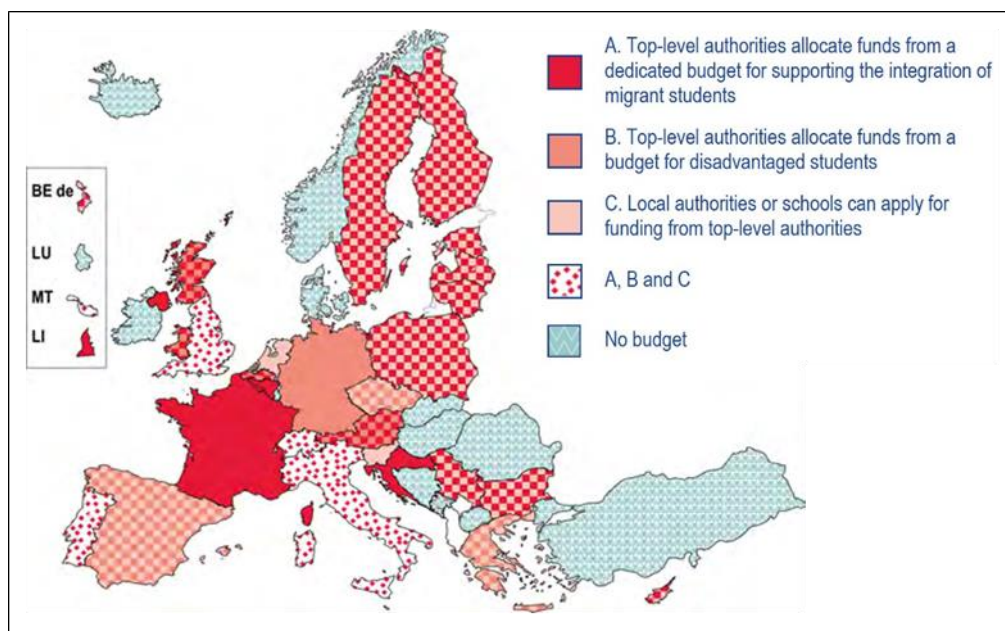 A. Top-level authorities allocate funds from a
dedicated budget for supporting the integration of
migrant students
B. Top-level authorities allocate funds from a
budget for disadvantaged students
C. Local authorities or schools can apply for
funding from top-level authorities
A, B and C
No budget
BE de
LU
MT
LI